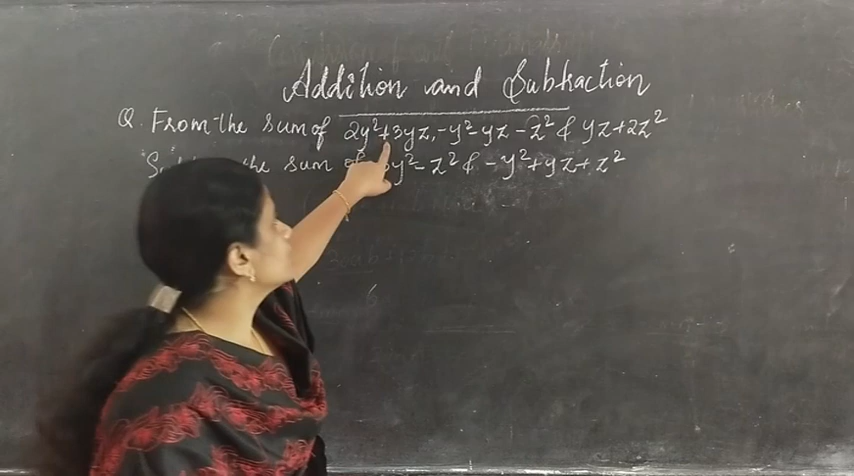 Addition and Subtraction
Q. From the sum of 2y²+3yz, -y²-yz-z² & yz+2z²
the sum of y²-z² & -y²+yz+z²